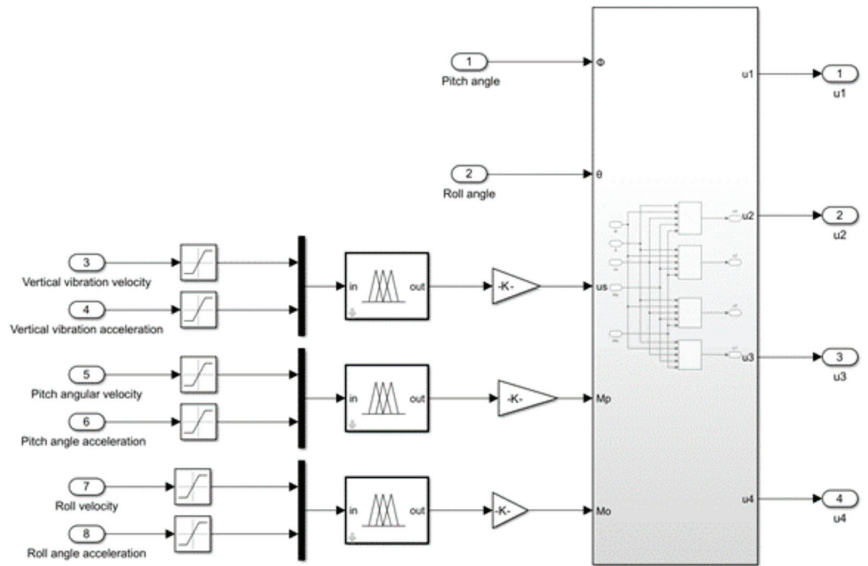 1
Pitch angle
Φ
u1
1
u1
2
Roll angle
θ
u2
2
u2
3
Vertical vibration velocity
4
Vertical vibration acceleration
in
out
-K-
us
5
Pitch angular velocity
6
Pitch angle acceleration
in
out
-K-
Mp
u3
3
u3
7
Roll velocity
8
Roll angle acceleration
in
out
-K-
Mo
u4
4
u4